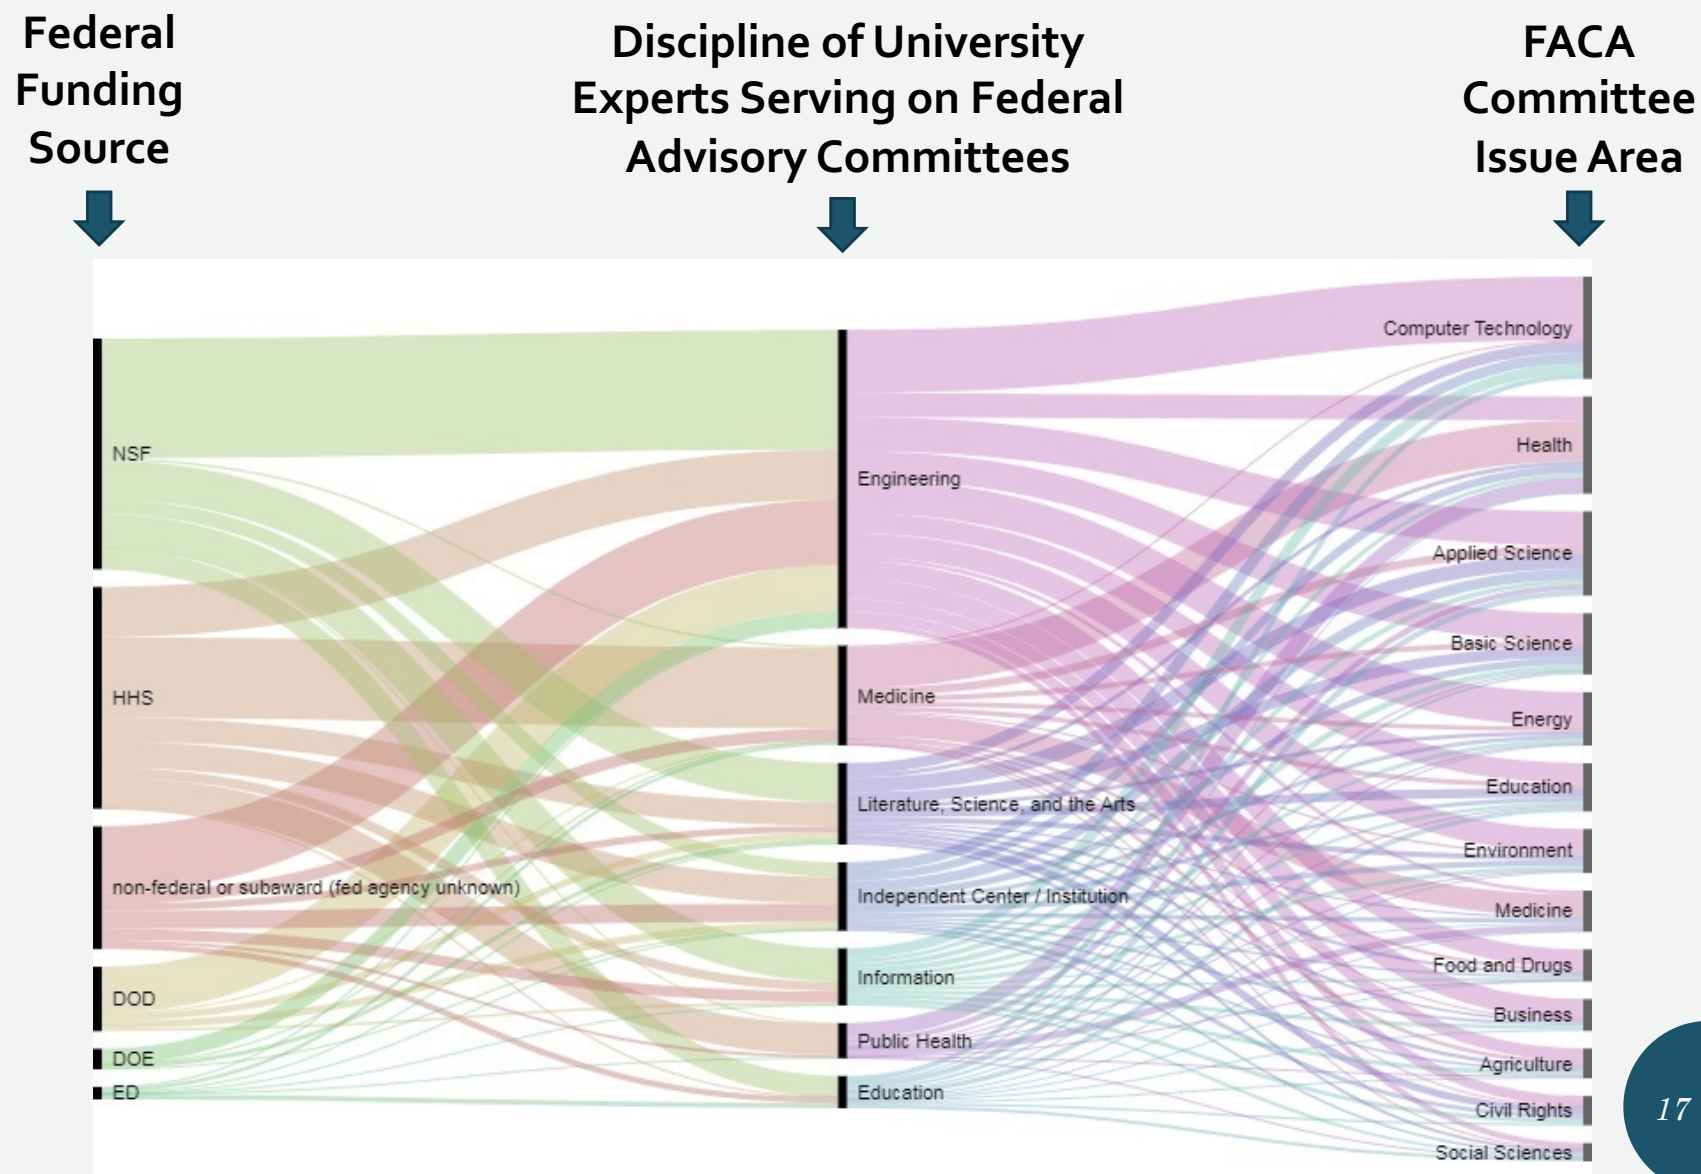 Federal
Funding
Source
Discipline of University
Experts Serving on Federal
Advisory Committees
FACA
Committee
Issue Area
NSF
HHS
non-federal or subaward (fed agency unknown)
DOD
DOE
ED
Engineering
Medicine
Literature, Science, and the Arts
Independent Center / Institution
Information
Public Health
Education
Computer Technology
Health
Applied Science
Basic Science
Energy
Education
Environment
Medicine
Food and Drugs
Business
Agriculture
Civil Rights
Social Sciences
17